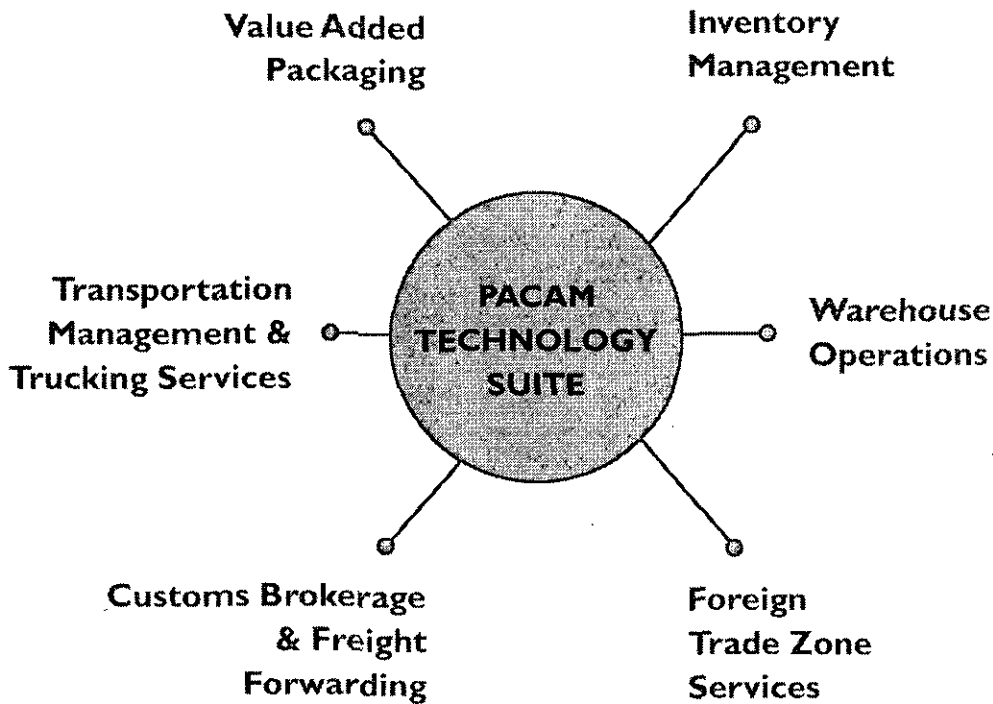 Value Added
Packaging
Inventory
Management
Transportation
Management &
Trucking Services
PACAM
TECHNOLOGY
SUITE
Warehouse
Operations
Customs Brokerage
& Freight
Forwarding
Foreign
Trade Zone
Services